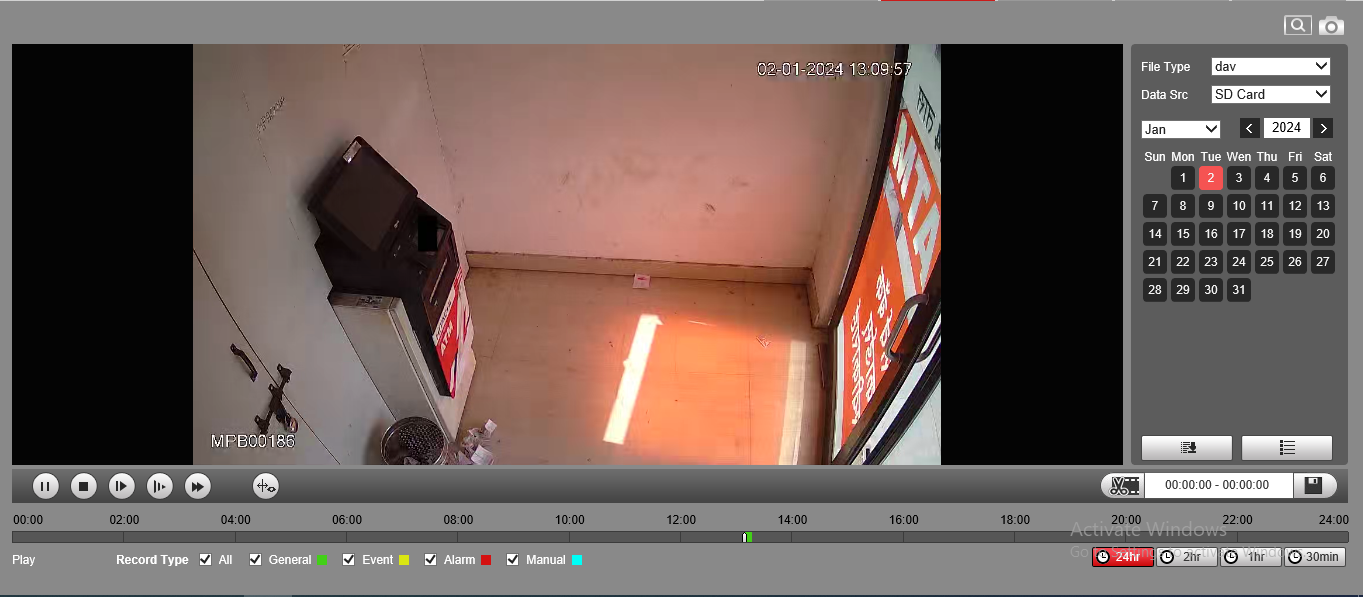 02-01-2024 13:09:57
File Type dav
Data Src SD Card
Jan 2024
Sun Mon Tue Wen Thu Fri Sat
1 2 3 4 5 6
7 8 9 10 11 12 13
14 15 16 17 18 19 20
21 22 23 24 25 26 27
28 29 30 31
ATM
MPB00186
00:00:00 - 00:00:00
00:00 02:00 04:00 06:00 08:00 10:00 12:00 14:00 16:00 18:00 20:00 22:00 24:00
Activate Windows
Play Record Type All General Event Alarm Manual
24hr 2hr 1hr 30min